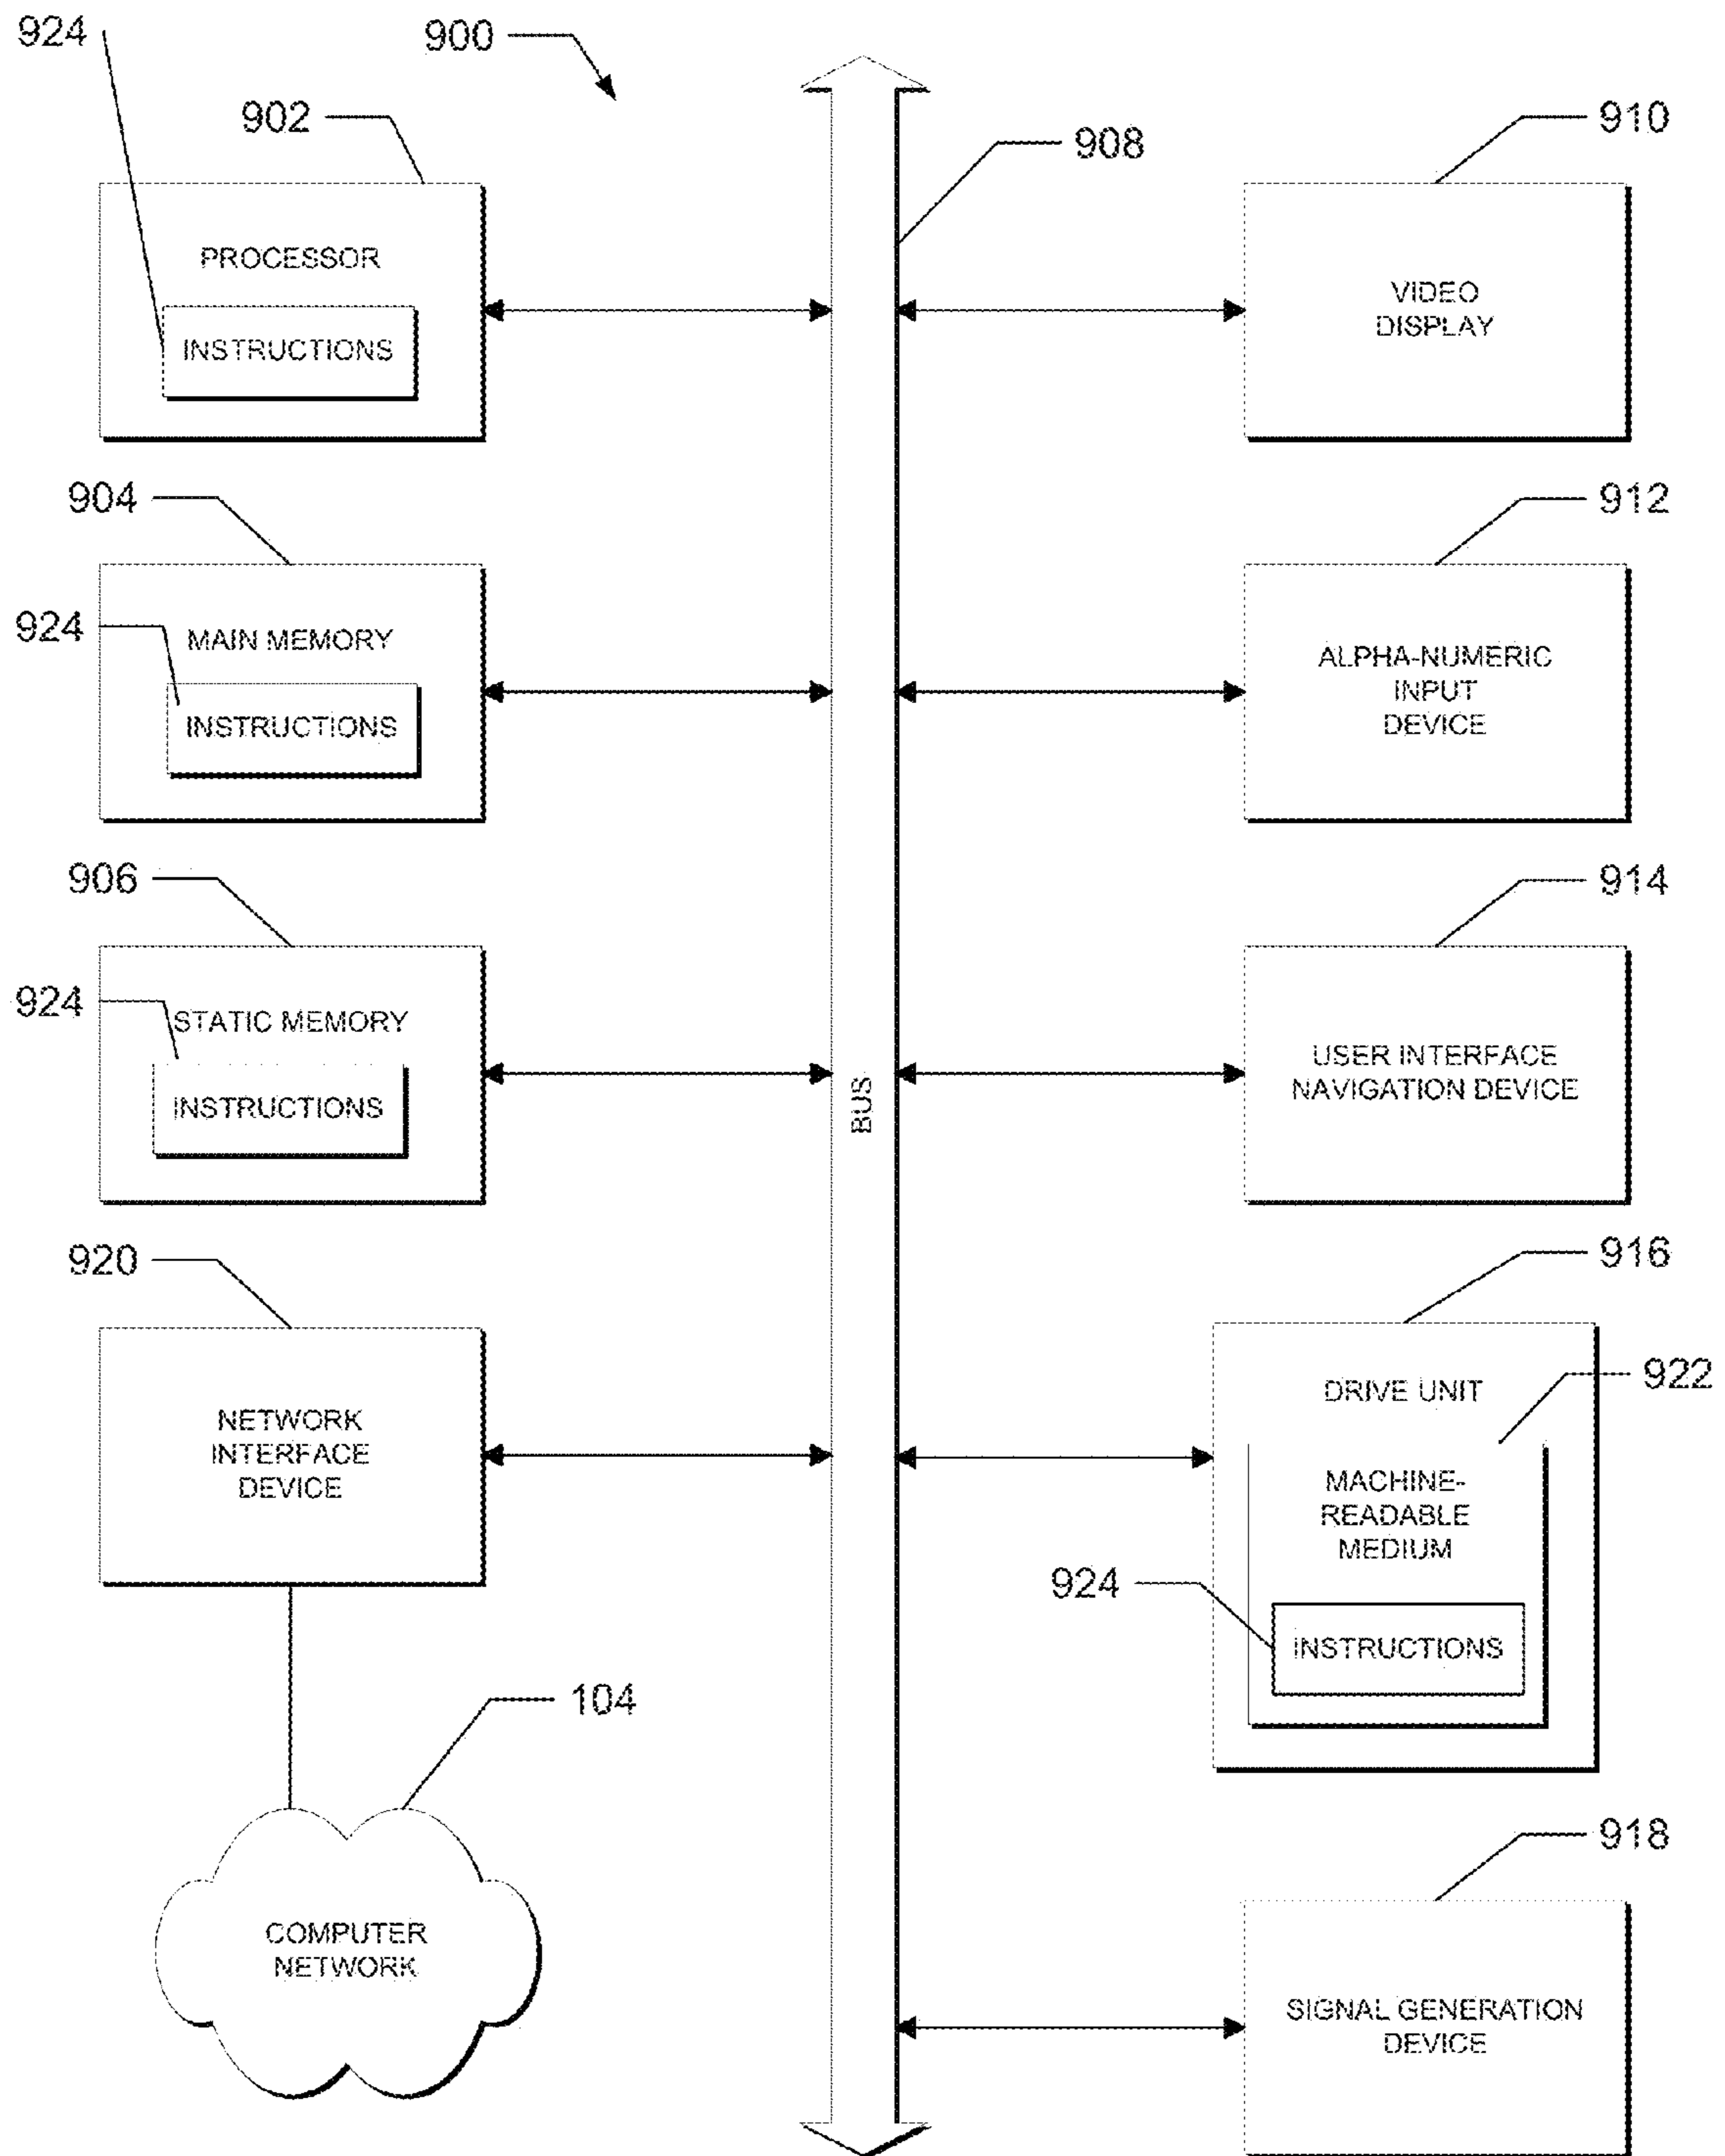 924
900
902
908
910
PROCESSOR
INSTRUCTIONS
VIDEO
DISPLAY
904
912
924
MAIN MEMORY
INSTRUCTIONS
ALPHA-NUMERIC
INPUT
DEVICE
906
914
924
STATIC MEMORY
INSTRUCTIONS
BUS
USER INTERFACE
NAVIGATION DEVICE
920
916
NETWORK
INTERFACE
DEVICE
DRIVE UNIT
922
MACHINE-
READABLE
MEDIUM
924
INSTRUCTIONS
104
COMPUTER
NETWORK
918
SIGNAL GENERATION
DEVICE